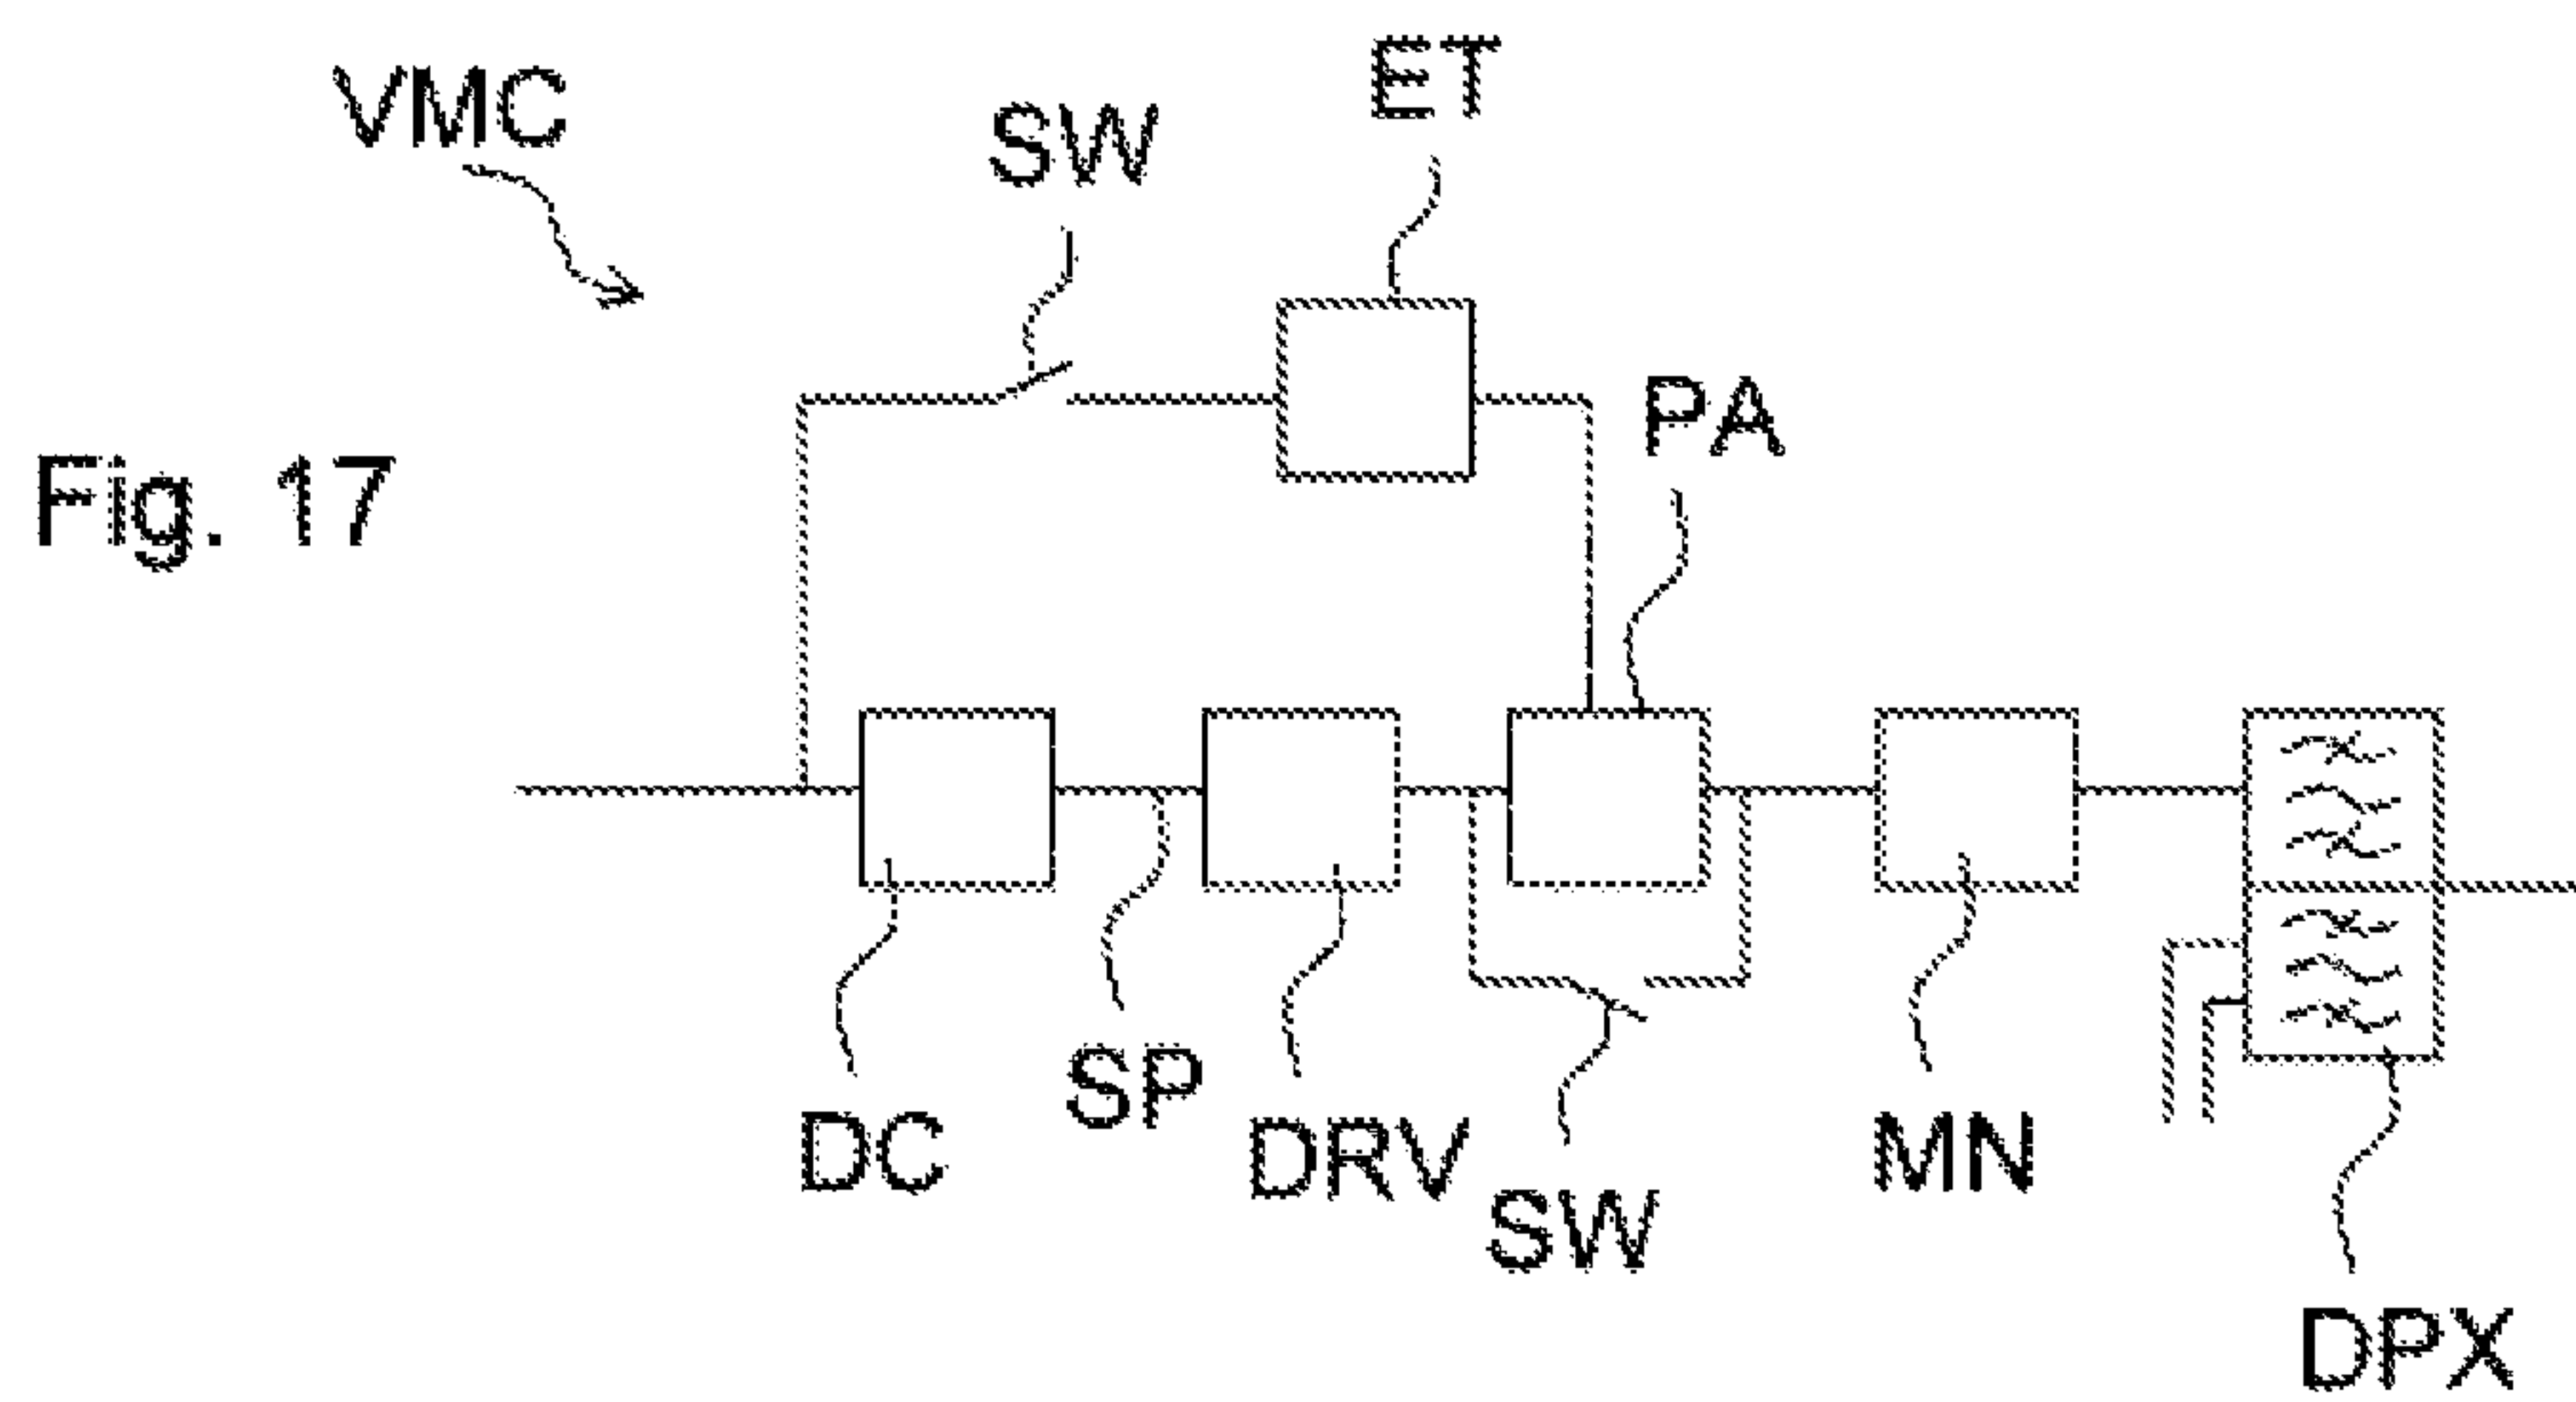 VMC
SW
ET
Fig. 17
PA
DC
SP
DRV
SW
MN
DPX